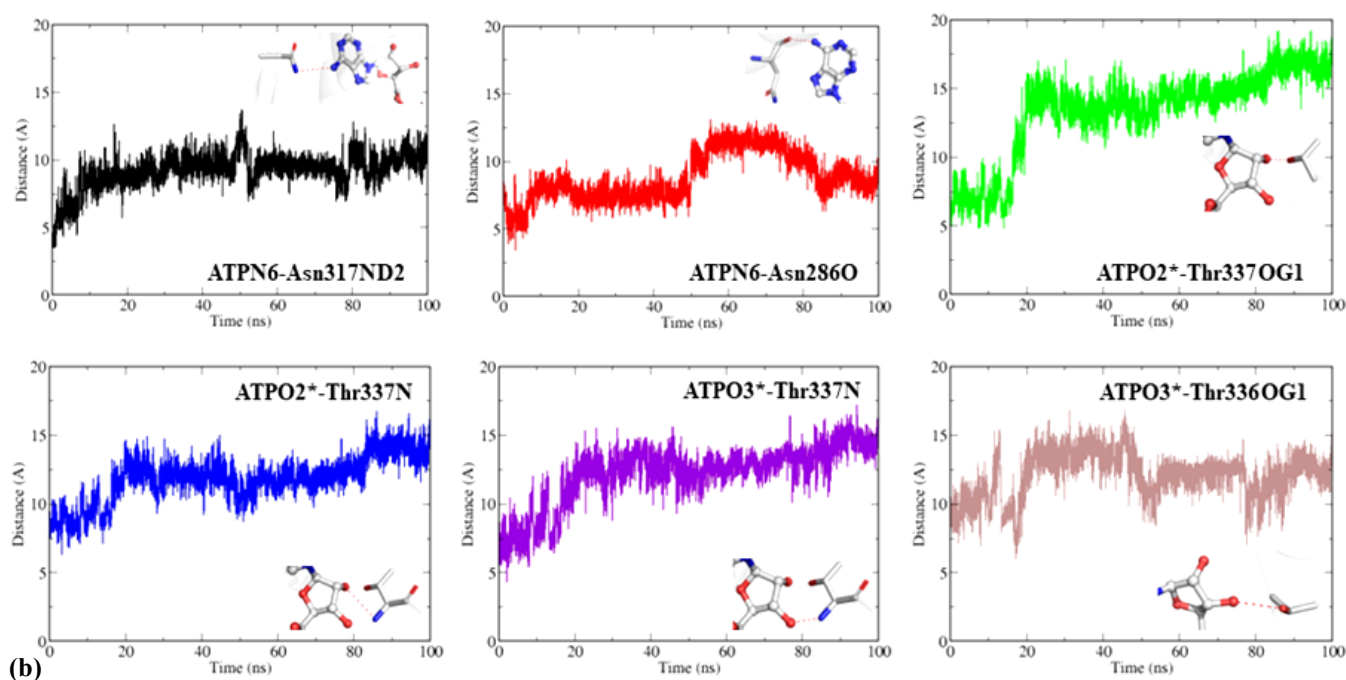 20
15
10
5
0
Distance (A)
ATPN6-Asn317ND2
0 20 40 60 80 100
Time (ns)
20
15
10
5
0
Distance (A)
ATPN6-Asn286O
0 20 40 60 80 100
Time (ns)
20
15
10
5
0
Distance (A)
ATPO2*-Thr337OG1
0 20 40 60 80 100
Time (ns)
20
15
10
5
0
Distance (A)
ATPO2*-Thr337N
0 20 40 60 80 100
Time (ns)
20
15
10
5
0
Distance (A)
ATPO3*-Thr337N
0 20 40 60 80 100
Time (ns)
20
15
10
5
0
Distance (A)
ATPO3*-Thr336OG1
0 20 40 60 80 100
Time (ns)
(b)